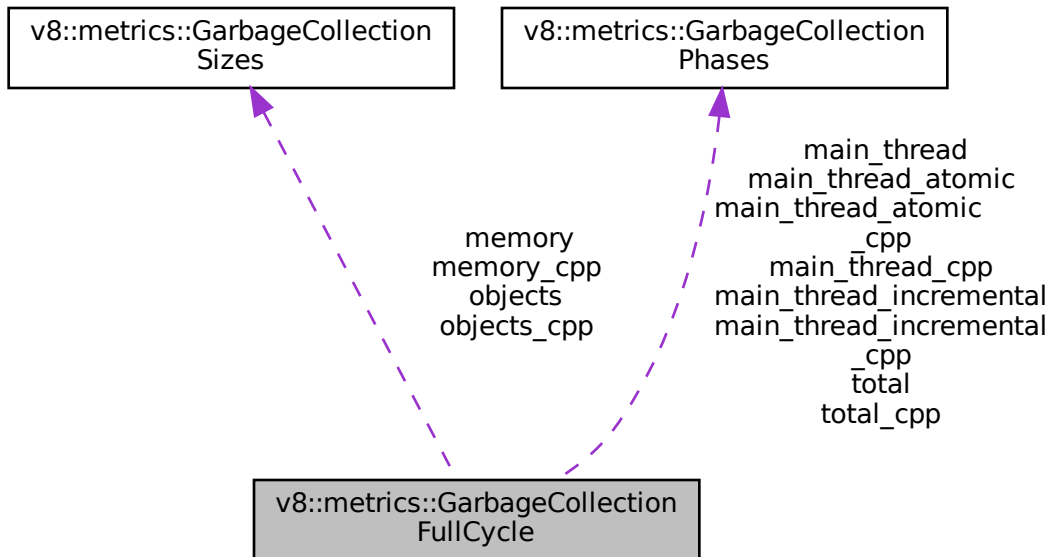 v8::metrics::GarbageCollection
Sizes
v8::metrics::GarbageCollection
Phases
memory
memory_cpp
objects
objects_cpp
main_thread
main_thread_atomic
main_thread_atomic
_cpp
main_thread_cpp
main_thread_incremental
main_thread_incremental
_cpp
total
total_cpp
v8::metrics::GarbageCollection
FullCycle